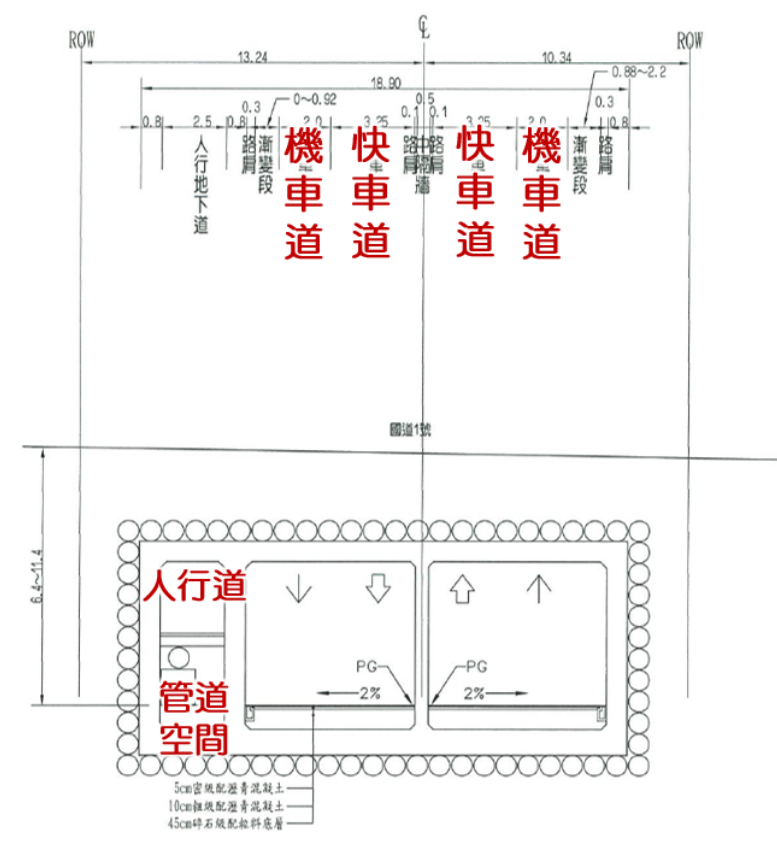 ℄
ROW
ROW
13.24
10.34
18.90
0.88~2.2
0.8
2.5
0.8
0.3
0~0.92
2.0
3.25
0.1
0.5
0.1
3.25
2.0
0.3
0.8
人行地下道
路肩
漸變段
機車道
快車道
路肩
中隔牆
路肩
快車道
機車道
漸變段
路肩
國道1號
6.4~11.4
人行道
PG
PG
2%
2%
管道
空間
5cm密級配瀝青混凝土
10cm粗級配瀝青混凝土
45cm碎石級配粒料底層